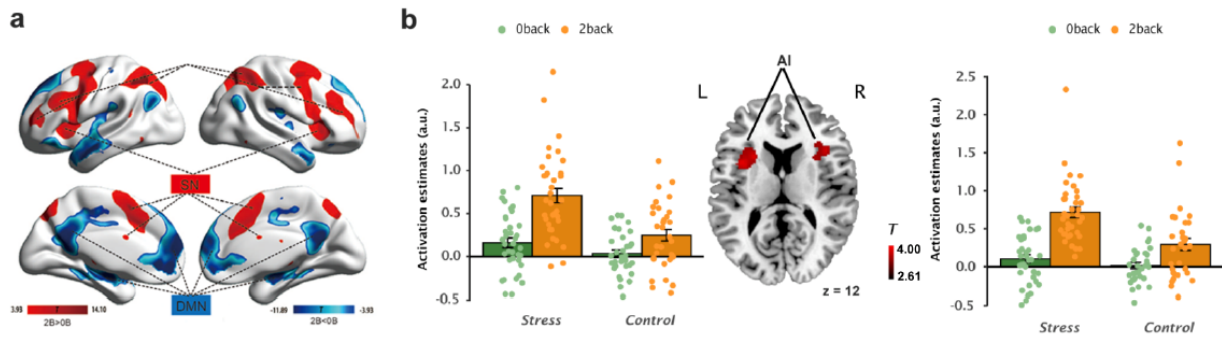 a
SN
DMN
3.93 T 14.10
2B>0B
-11.89 T -3.93
2B<0B
b
0back 2back
Activation estimates (a.u.)
2.0
1.5
1.0
0.5
0.0
-0.5
Stress Control
AI
L R
T
4.00
2.61
z = 12
0back 2back
Activation estimates (a.u.)
2.5
2.0
1.5
1.0
0.5
0.0
-0.5
Stress Control